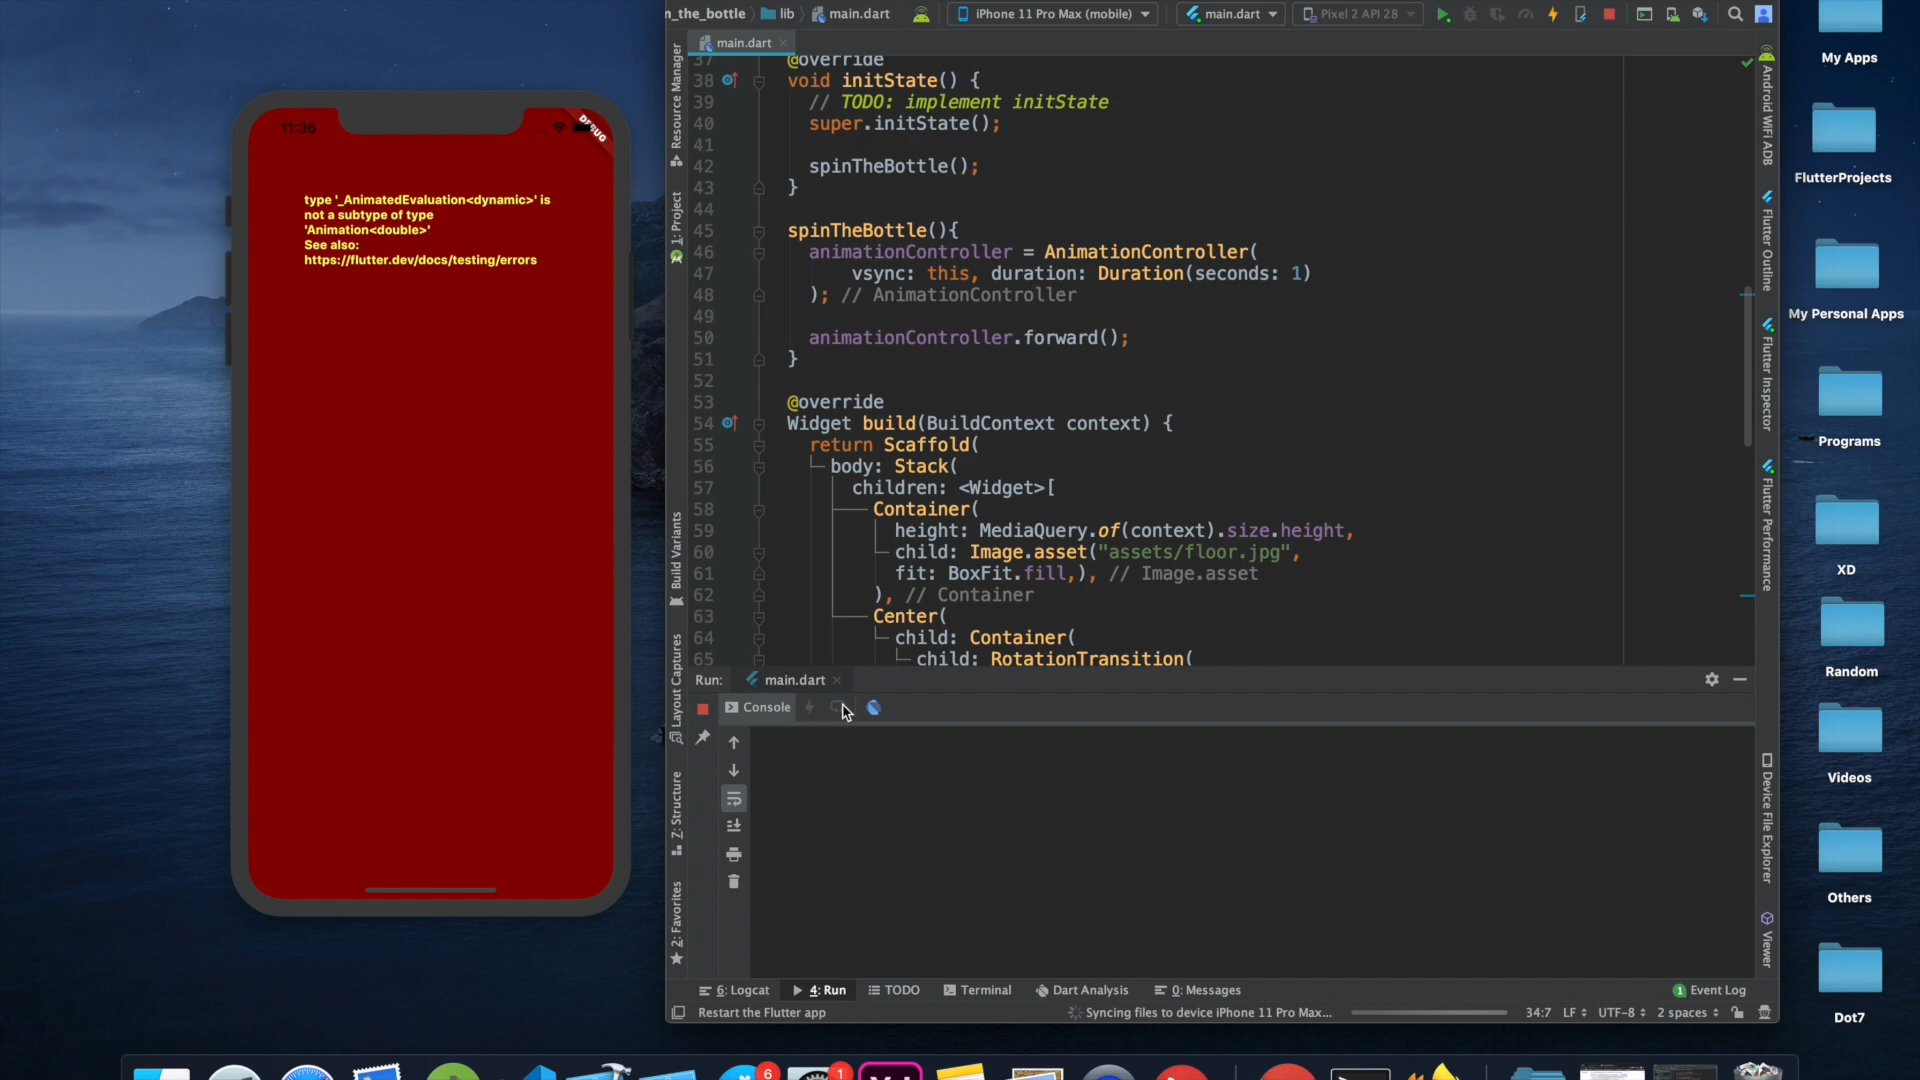 11:36
DEBUG
type '_AnimatedEvaluation<dynamic>' is
not a subtype of type
'Animation<double>'
See also:
https://flutter.dev/docs/testing/errors
n_the_bottle
lib
main.dart
iPhone 11 Pro Max (mobile)
main.dart
Pixel 2 API 28
main.dart
37 @override
38 void initState() {
39 // TODO: implement initState
40 super.initState();
41
42 spinTheBottle();
43 }
44
45 spinTheBottle(){
46 animationController = AnimationController(
47 vsync: this, duration: Duration(seconds: 1)
48 ); // AnimationController
49
50 animationController.forward();
51 }
52
53 @override
54 Widget build(BuildContext context) {
55 return Scaffold(
56 body: Stack(
57 children: <Widget>[
58 Container(
59 height: MediaQuery.of(context).size.height,
60 child: Image.asset("assets/floor.jpg",
61 fit: BoxFit.fill,), // Image.asset
62 ), // Container
63 Center(
64 child: Container(
65 child: RotationTransition(
Resource Manager
1: Project
Build Variants
Layout Captures
7: Structure
2: Favorites
Android WiFi ADB
Flutter Outline
Flutter Inspector
Flutter Performance
Device File Explorer
Viewer
Run:
main.dart
Console
6: Logcat
4: Run
TODO
Terminal
Dart Analysis
0: Messages
1 Event Log
Restart the Flutter app
Syncing files to device iPhone 11 Pro Max...
34:7
LF
UTF-8
2 spaces
My Apps
FlutterProjects
My Personal Apps
Programs
XD
Random
Videos
Others
Dot7
6
1